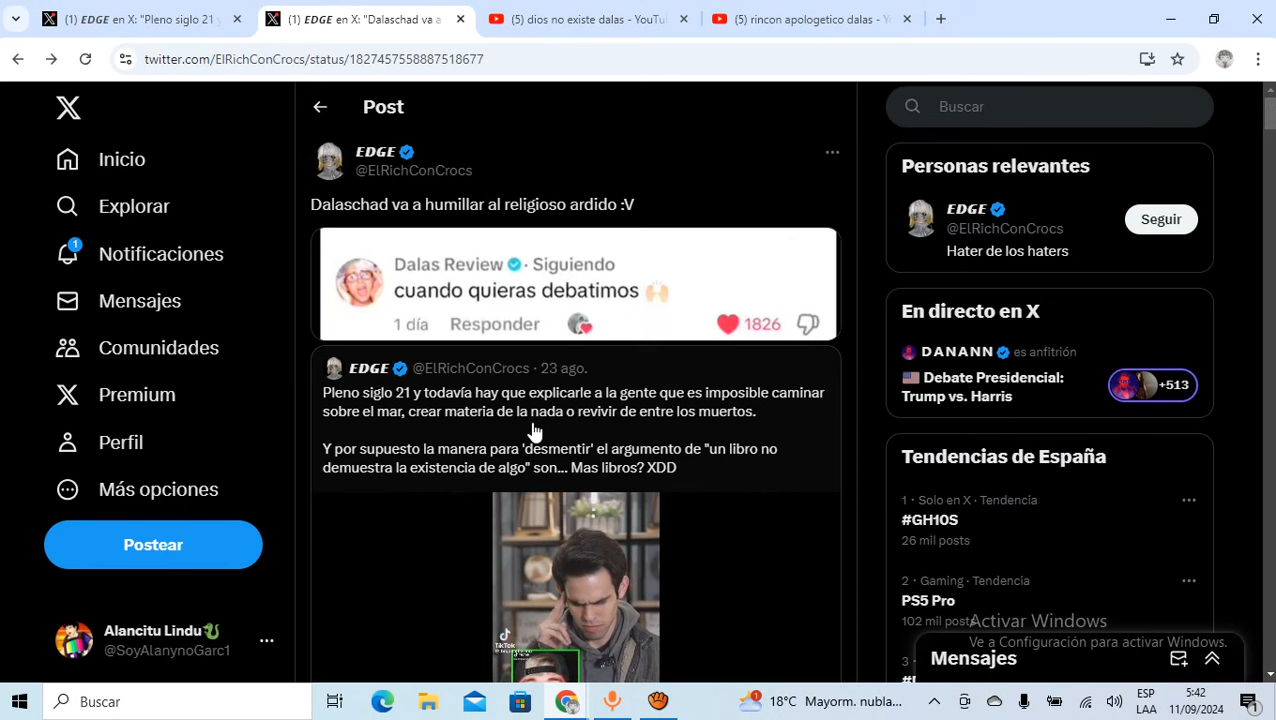 (1) EDGE en X: "Pleno siglo 21 y
(1) EDGE en X: "Dalaschad va a
(5) dios no existe dalas - YouTu
(5) rincon apologetico dalas - Yo
twitter.com/ElRichConCrocs/status/1827457558887518677
Inicio
Explorar
1
Notificaciones
Mensajes
Comunidades
Premium
Perfil
Más opciones
Postear
Alancitu Lindu
@SoyAlanynoGarc1
Post
EDGE
@ElRichConCrocs
Dalaschad va a humillar al religioso ardido :V
Dalas Review · Siguiendo
cuando quieras debatimos 🙌🏻
1 día Responder 1826
EDGE @ElRichConCrocs · 23 ago.
Pleno siglo 21 y todavía hay que explicarle a la gente que es imposible caminar
sobre el mar, crear materia de la nada o revivir de entre los muertos.
Y por supuesto la manera para 'desmentir' el argumento de "un libro no
demuestra la existencia de algo" son... Mas libros? XDD
TikTok
Buscar
Personas relevantes
EDGE
@ElRichConCrocs
Seguir
Hater de los haters
En directo en X
DANANN es anfitrión
🇺🇸 Debate Presidencial:
Trump vs. Harris
+513
Tendencias de España
1 · Solo en X · Tendencia
#GH10S
26 mil posts
2 · Gaming · Tendencia
PS5 Pro
102 mil posts
Activar Windows
Ve a Configuración para activar Windows.
Mensajes
Buscar
18°C Mayorm. nubla...
ESP
LAA
5:42
11/09/2024
1